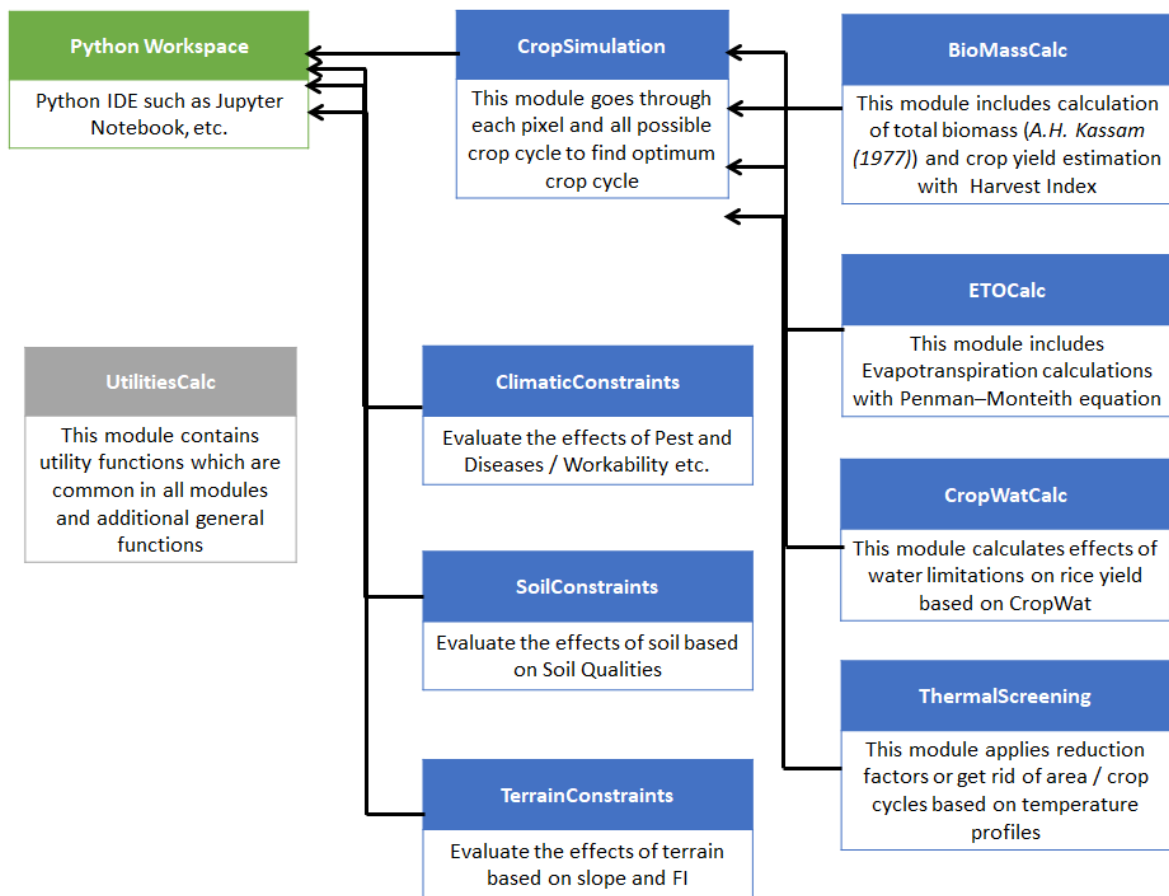 Python Workspace
Python IDE such as Jupyter
Notebook, etc.
CropSimulation
This module goes through
each pixel and all possible
crop cycle to find optimum
crop cycle
BioMassCalc
This module includes calculation
of total biomass (A.H. Kassam
(1977)) and crop yield estimation
with Harvest Index
ETOCalc
This module includes
Evapotranspiration calculations
with Penman–Monteith equation
UtilitiesCalc
This module contains
utility functions which are
common in all modules
and additional general
functions
ClimaticConstraints
Evaluate the effects of Pest and
Diseases / Workability etc.
CropWatCalc
This module calculates effects of
water limitations on rice yield
based on CropWat
SoilConstraints
Evaluate the effects of soil based
on Soil Qualities
ThermalScreening
This module applies reduction
factors or get rid of area / crop
cycles based on temperature
profiles
TerrainConstraints
Evaluate the effects of terrain
based on slope and FI